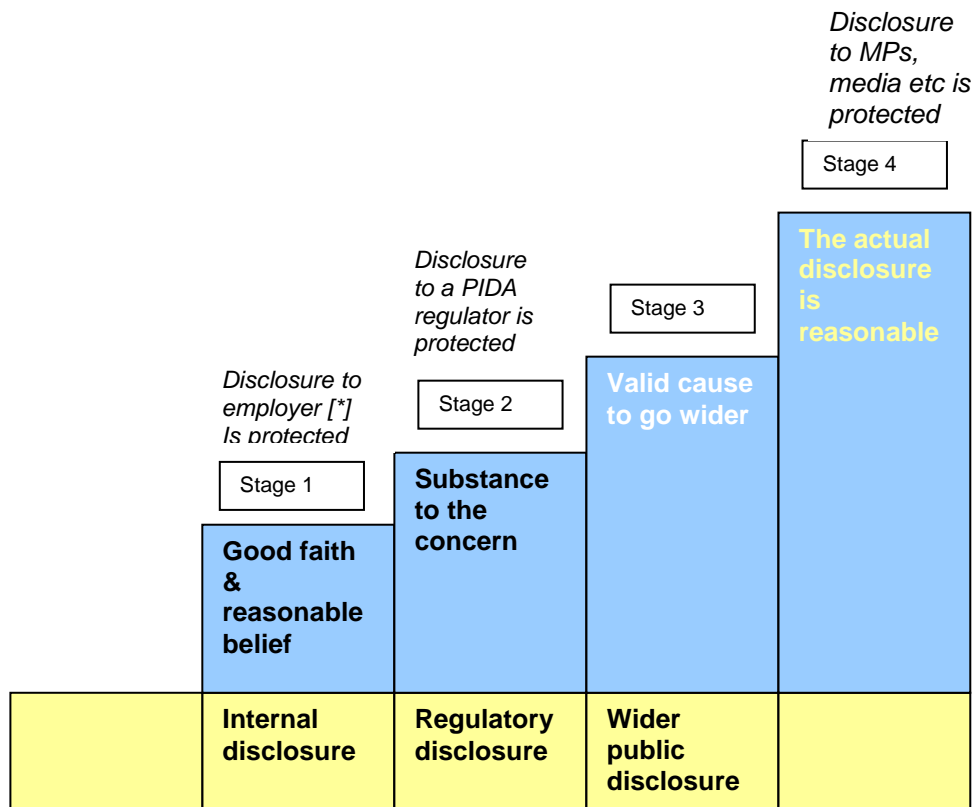 Disclosure
to MPs,
media etc is
protected
Stage 4
The actual
disclosure
is
reasonable
Disclosure
to a PIDA
regulator is
protected
Stage 3
Valid cause
to go wider
Disclosure to
employer [*]
Is protected
Stage 2
Substance
to the
concern
Stage 1
Good faith
&
reasonable
belief
Internal
disclosure
Regulatory
disclosure
Wider
public
disclosure